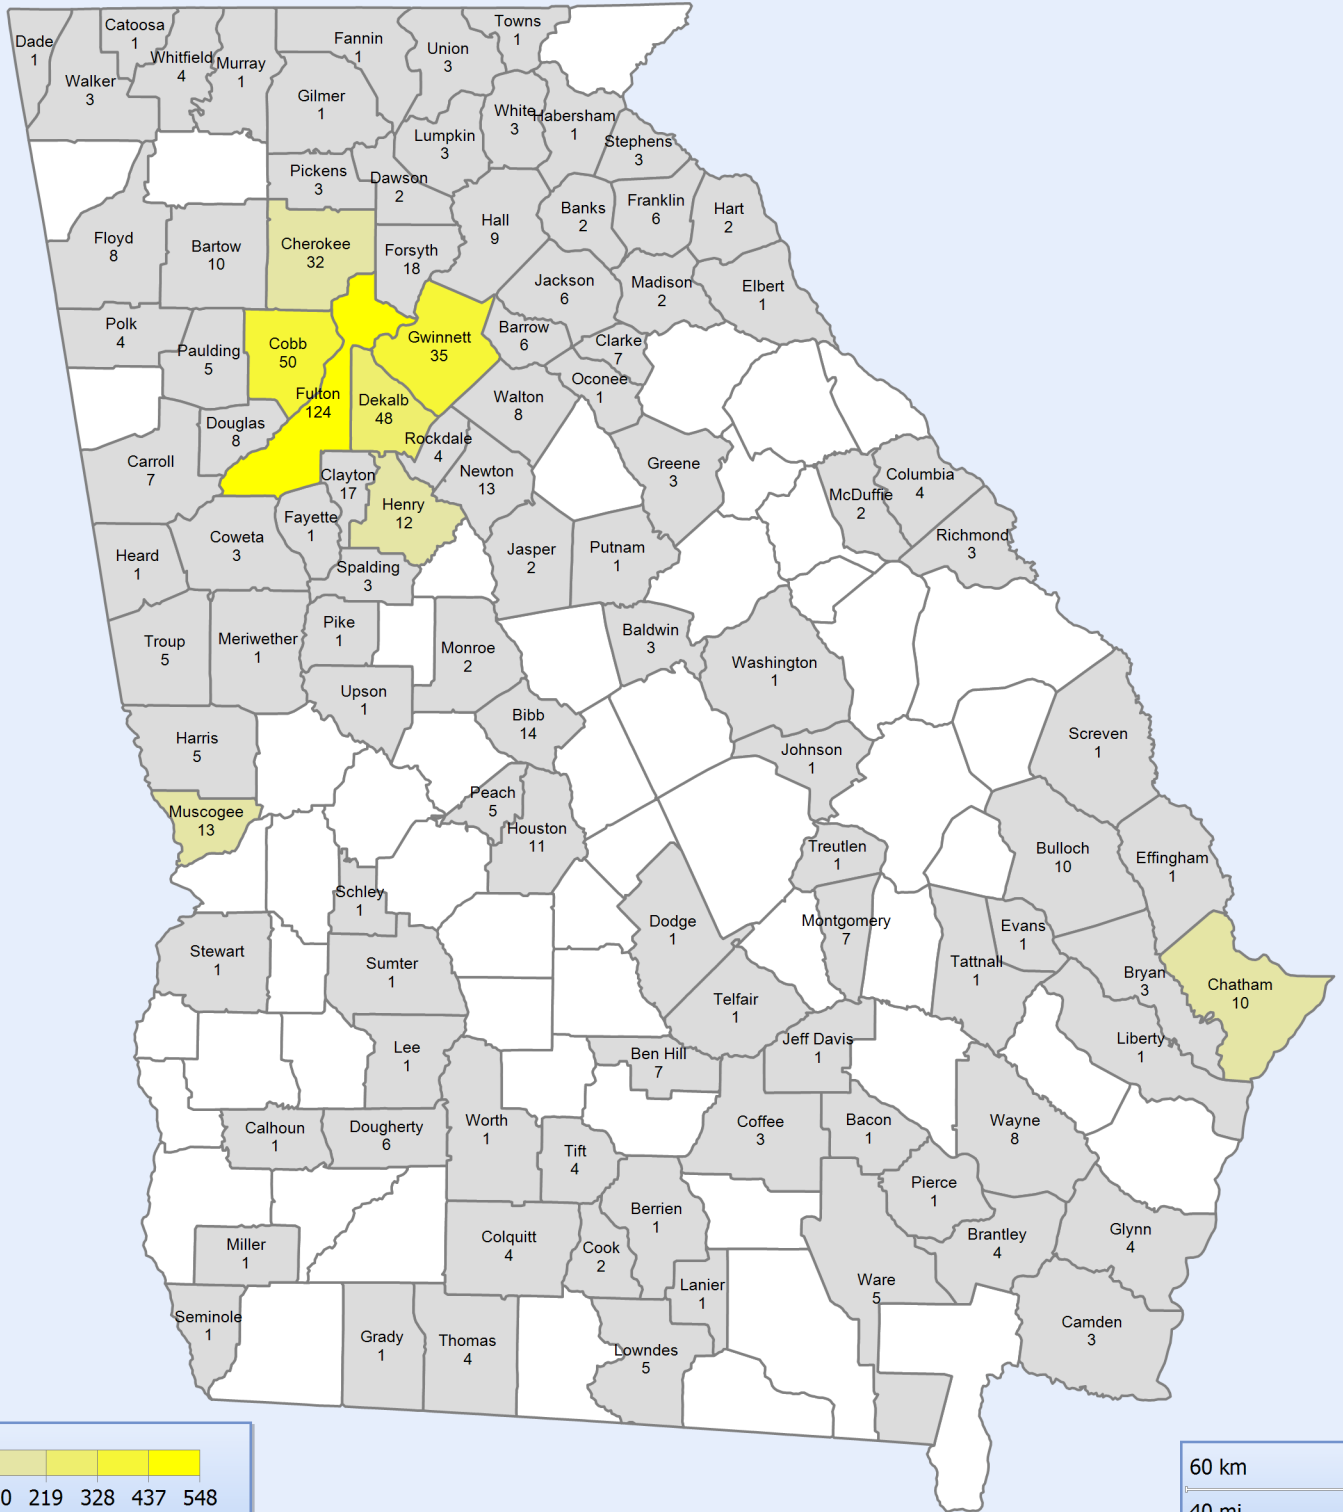 Dade
1
Catoosa
1
Walker
3
Whitfield
4
Murray
1
Fannin
1
Gilmer
1
Union
3
Towns
1
White
3
Habersham
1
Lumpkin
3
Stephens
3
Pickens
3
Dawson
2
Hall
9
Banks
2
Franklin
6
Hart
2
Floyd
8
Bartow
10
Cherokee
32
Forsyth
18
Jackson
6
Madison
2
Elbert
1
Polk
4
Paulding
5
Cobb
50
Gwinnett
35
Barrow
6
Clarke
7
Oconee
1
Fulton
124
Dekalb
48
Walton
8
Douglas
8
Rockdale
4
Carroll
7
Clayton
17
Newton
13
Greene
3
McDuffie
2
Columbia
4
Henry
12
Fayette
1
Coweta
3
Richmond
3
Heard
1
Spalding
3
Jasper
2
Putnam
1
Troup
5
Meriwether
1
Pike
1
Monroe
2
Baldwin
3
Washington
1
Upson
1
Bibb
14
Harris
5
Johnson
1
Screven
1
Muscogee
13
Peach
5
Houston
11
Treutlen
1
Bulloch
10
Effingham
1
Schley
1
Dodge
1
Montgomery
7
Evans
1
Stewart
1
Sumter
1
Tattnall
1
Bryan
3
Chatham
10
Telfair
1
Lee
1
Ben Hill
7
Jeff Davis
1
Liberty
1
Calhoun
1
Dougherty
6
Worth
1
Tift
4
Coffee
3
Bacon
1
Wayne
8
Pierce
1
Berrien
1
Miller
1
Colquitt
4
Cook
2
Brantley
4
Glynn
4
Ware
5
Lanier
1
Seminole
1
Grady
1
Thomas
4
Lowndes
5
Camden
3
0 219 328 437 548
60 km
40 mi